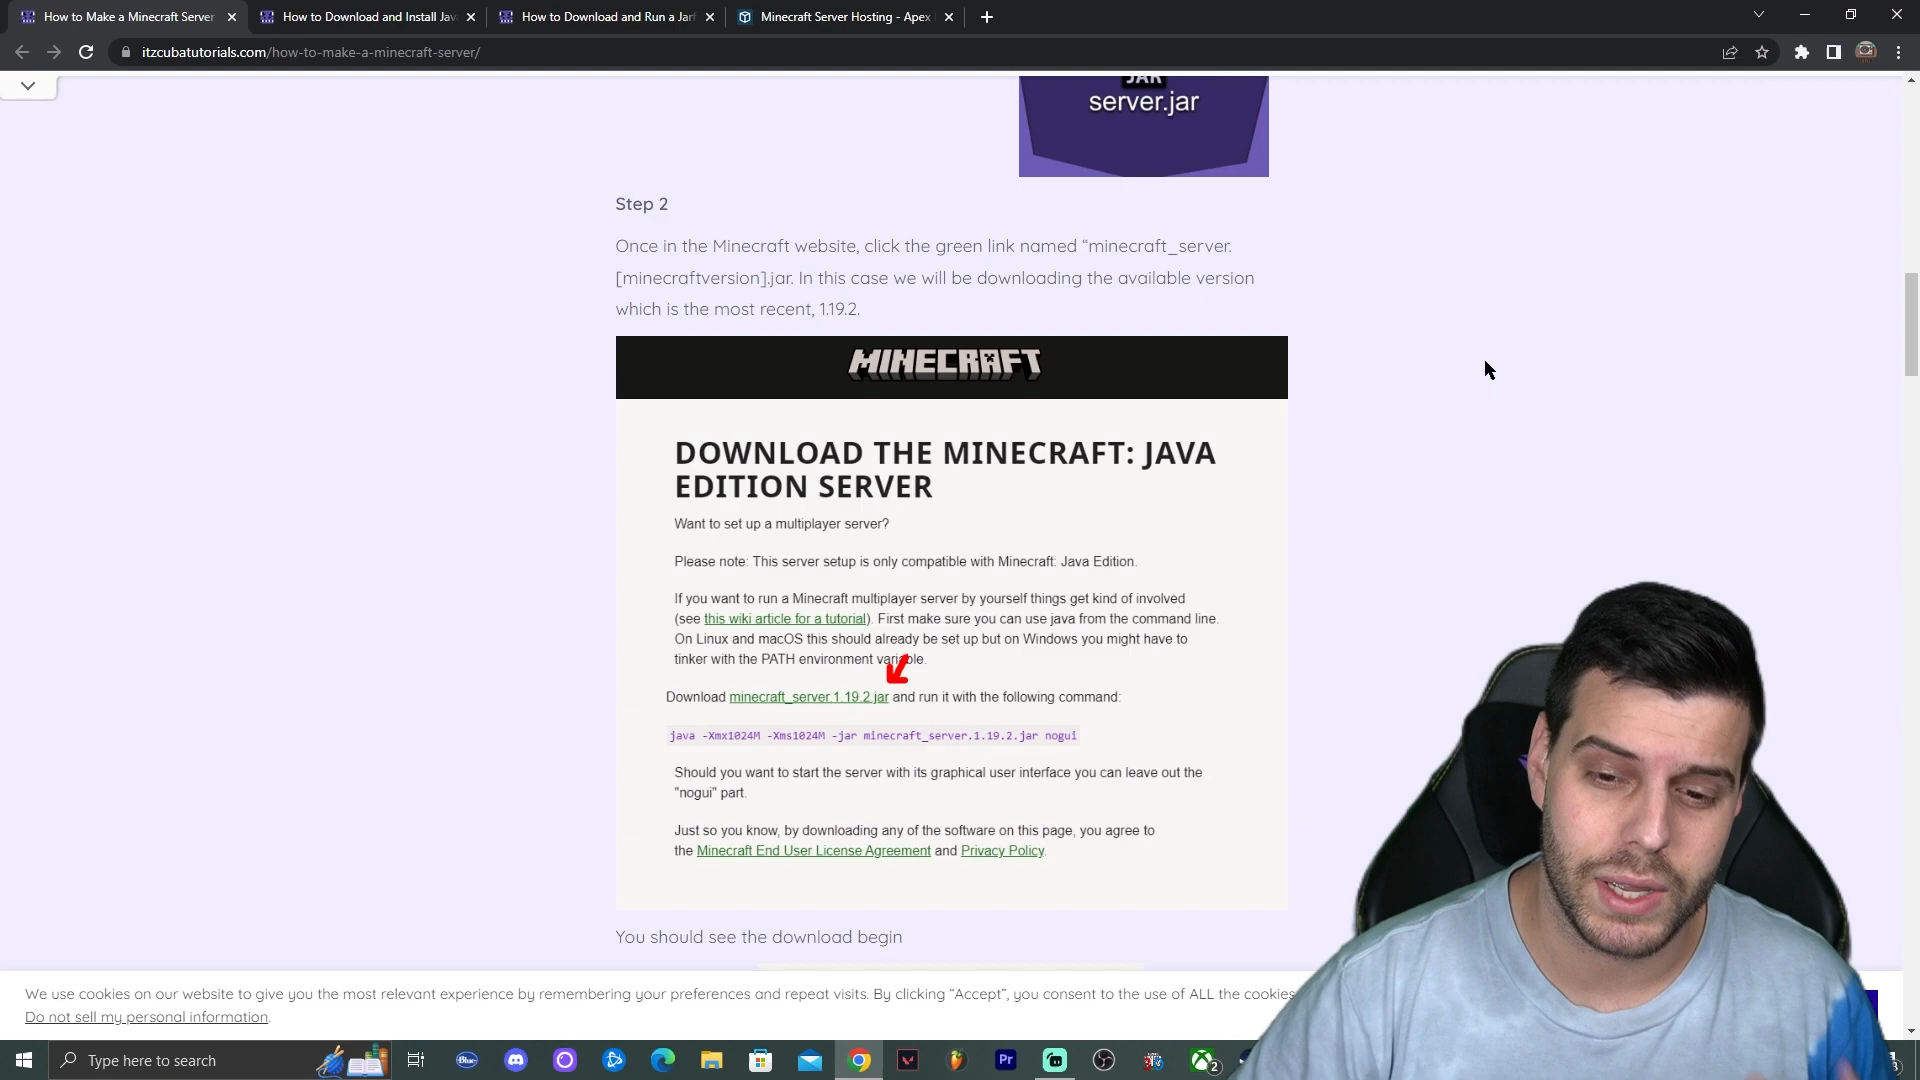 How to Make a Minecraft Server
How to Download and Install Jav
How to Download and Run a Jarf
Minecraft Server Hosting - Apex
itzcubatutorials.com/how-to-make-a-minecraft-server/
JAR
server.jar
Step 2
Once in the Minecraft website, click the green link named “minecraft_server.
[minecraftversion].jar. In this case we will be downloading the available version
which is the most recent, 1.19.2.
MINECRAFT
DOWNLOAD THE MINECRAFT: JAVA
EDITION SERVER
Want to set up a multiplayer server?
Please note: This server setup is only compatible with Minecraft: Java Edition.
If you want to run a Minecraft multiplayer server by yourself things get kind of involved
(see this wiki article for a tutorial). First make sure you can use java from the command line.
On Linux and macOS this should already be set up but on Windows you might have to
tinker with the PATH environment variable.
Download minecraft_server.1.19.2.jar and run it with the following command:
java -Xmx1024M -Xms1024M -jar minecraft_server.1.19.2.jar nogui
Should you want to start the server with its graphical user interface you can leave out the
"nogui" part.
Just so you know, by downloading any of the software on this page, you agree to
the Minecraft End User License Agreement and Privacy Policy.
You should see the download begin
We use cookies on our website to give you the most relevant experience by remembering your preferences and repeat visits. By clicking “Accept”, you consent to the use of ALL the cookies
Do not sell my personal information.
Type here to search
Blue
Pr
2